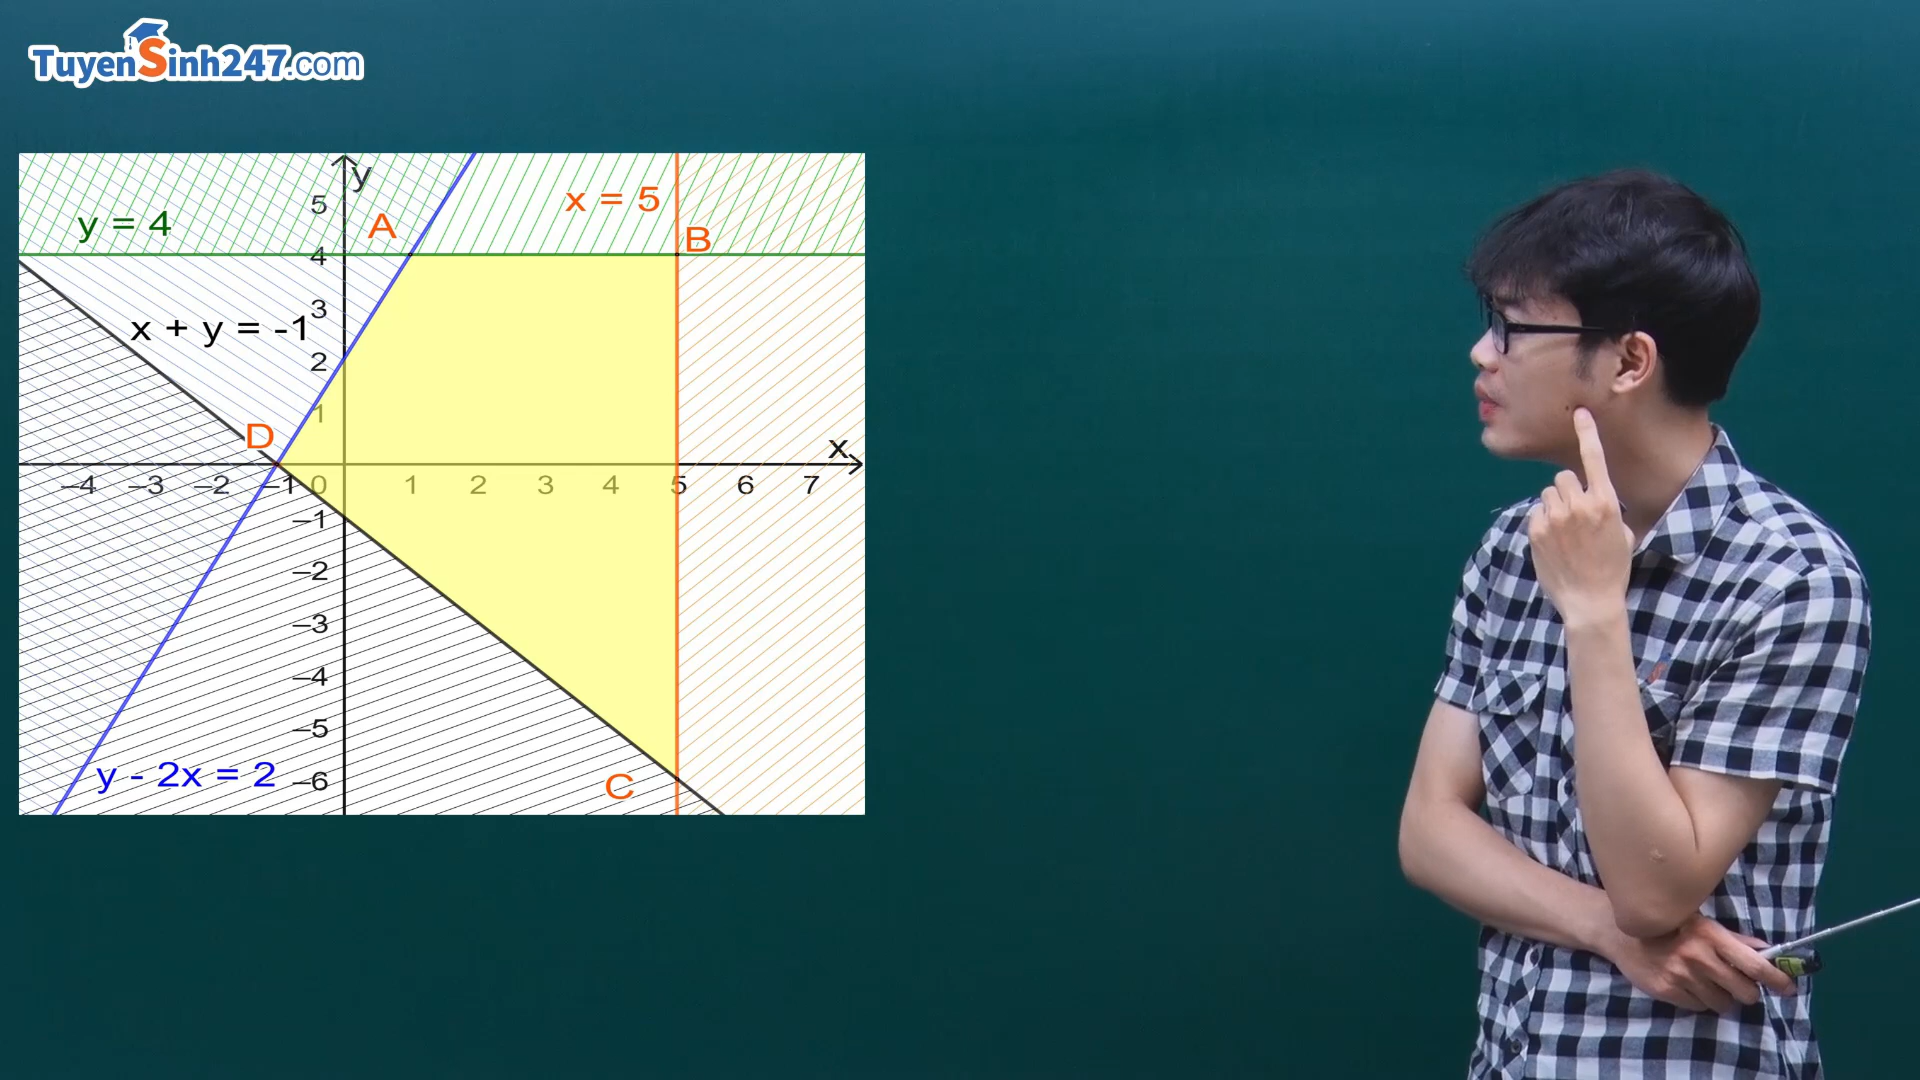 TuyenSinh247.com
y
5
x = 5
y = 4
A
B
4
3
x + y = -1
2
1
D
x
–4 –3 –2 –1 0 1 2 3 4 5 6 7
–1
–2
–3
–4
–5
y - 2x = 2
–6
C